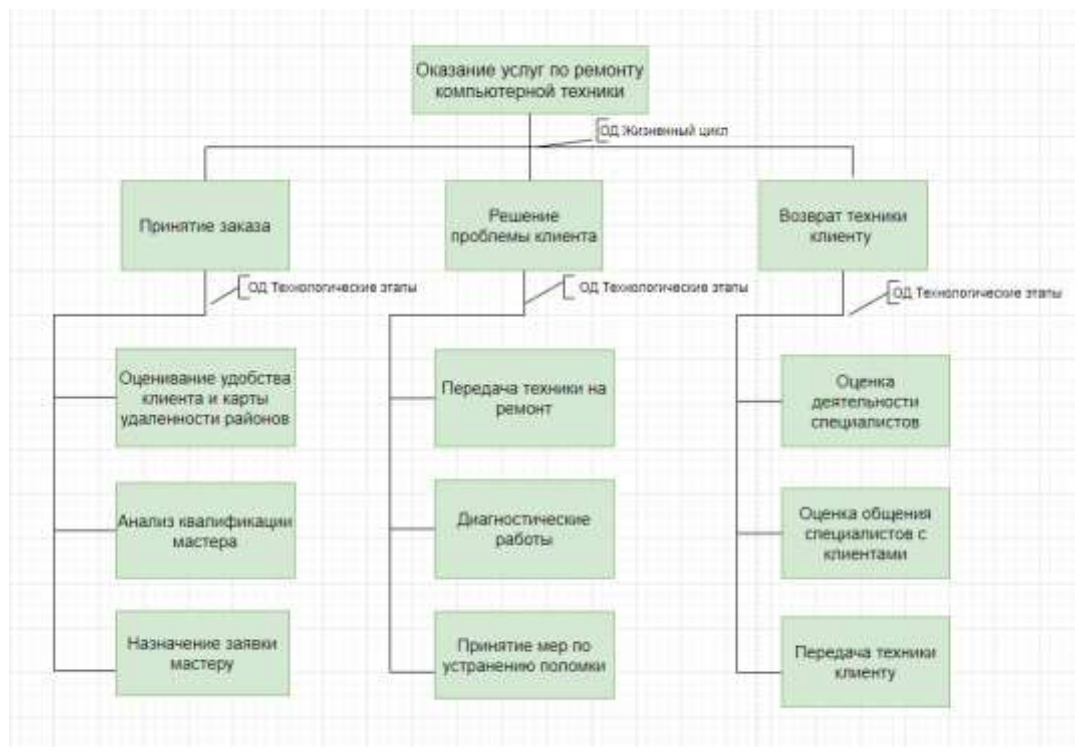 Оказание услуг по ремонту
компьютерной техники
ОД Жизненный цикл
Принятие заказа
Решение
проблемы клиента
Возврат техники
клиенту
ОД Технологические этапы
ОД Технологические этапы
ОД Технологические этапы
Оценивание удобства
клиента и карты
удаленности районов
Передача техники на
ремонт
Оценка
деятельности
специалистов
Анализ квалификации
мастера
Диагностические
работы
Оценка общения
специалистов с
клиентами
Назначение заявки
мастеру
Принятие мер по
устранению поломки
Передача техники
клиенту